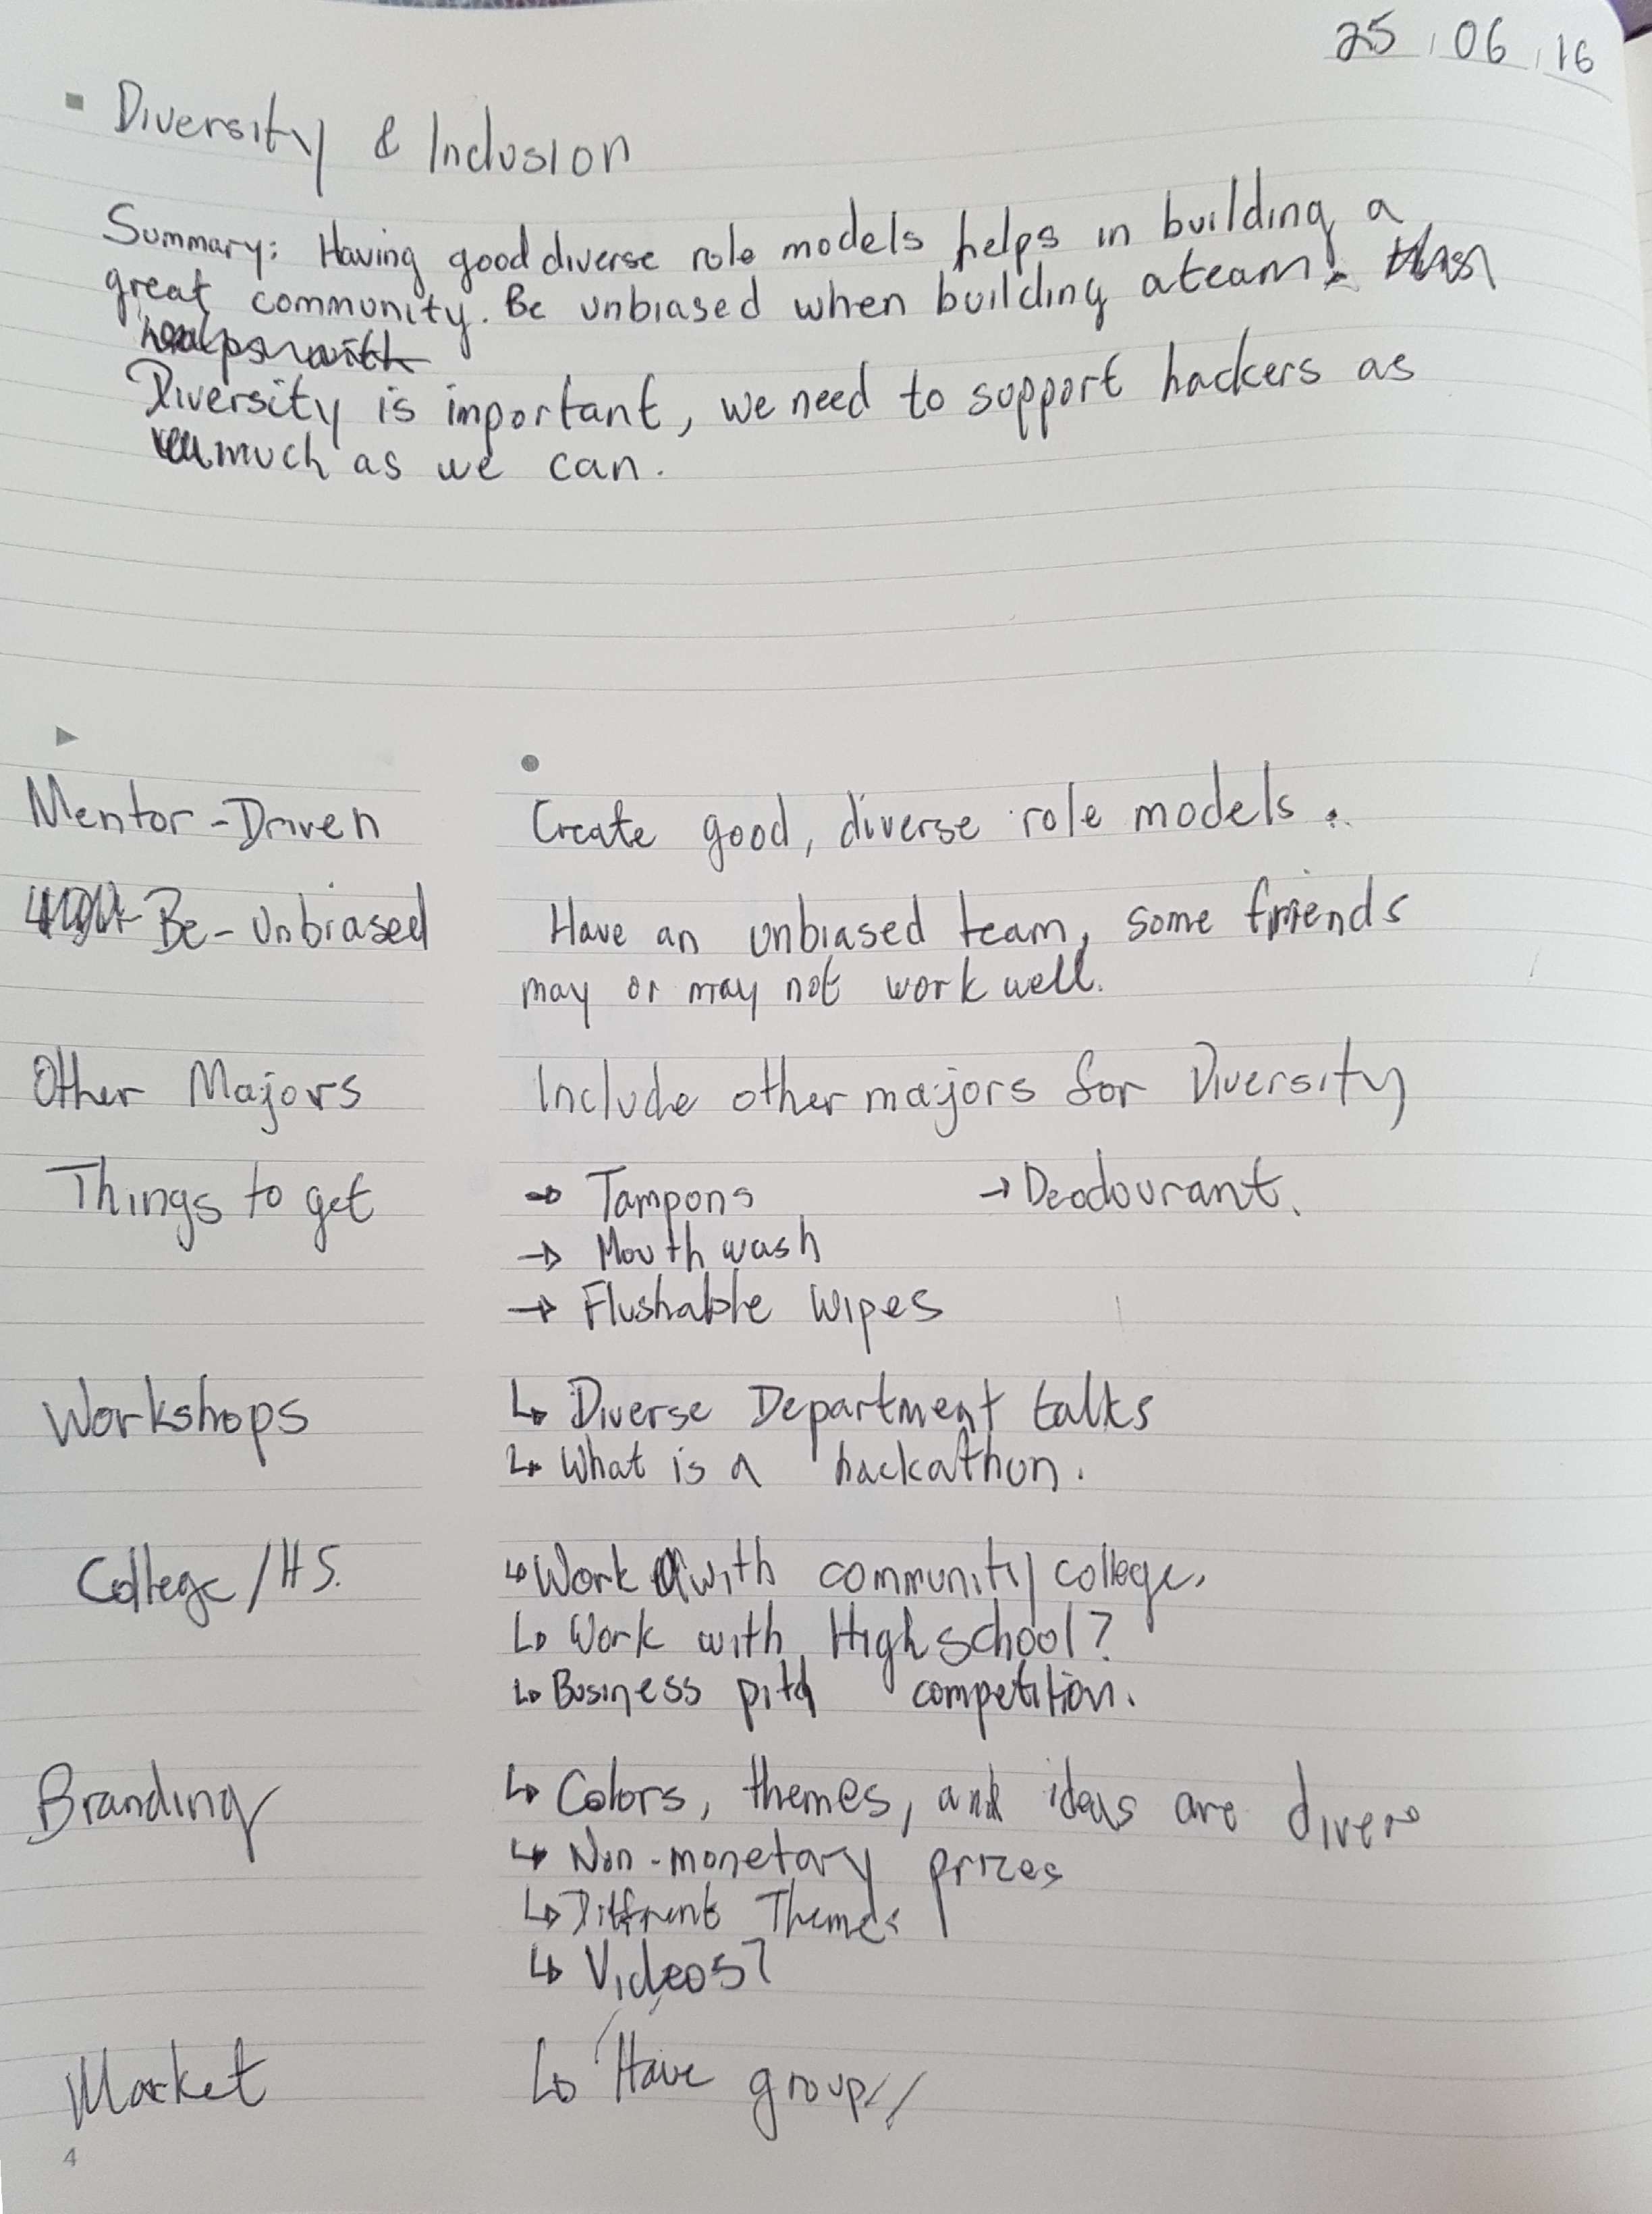 25 / 06 / 16
Diversity & Inclusion
Summary: Having good diverse role models helps in building a
great community. Be unbiased when building a team.
Diversity is important, we need to support hackers as
much as we can.
Mentor-Driven Create good, diverse role models.
Be-Unbiased Have an unbiased team, some friends
may or may not work well.
Other Majors Include other majors for Diversity
Things to get → Tampons → Deodourant.
→ Mouth wash
→ Flushable Wipes
Workshops ↳ Diverse Department talks
↳ What is a hackathon.
College/HS. ↳ Work with community college,
↳ Work with High school?
↳ Business pitch competition.
Branding ↳ Colors, themes, and ideas are divers
↳ Non-monetary prizes
↳ Diffrent Themes
↳ Videos?
Market ↳ Have group//
4